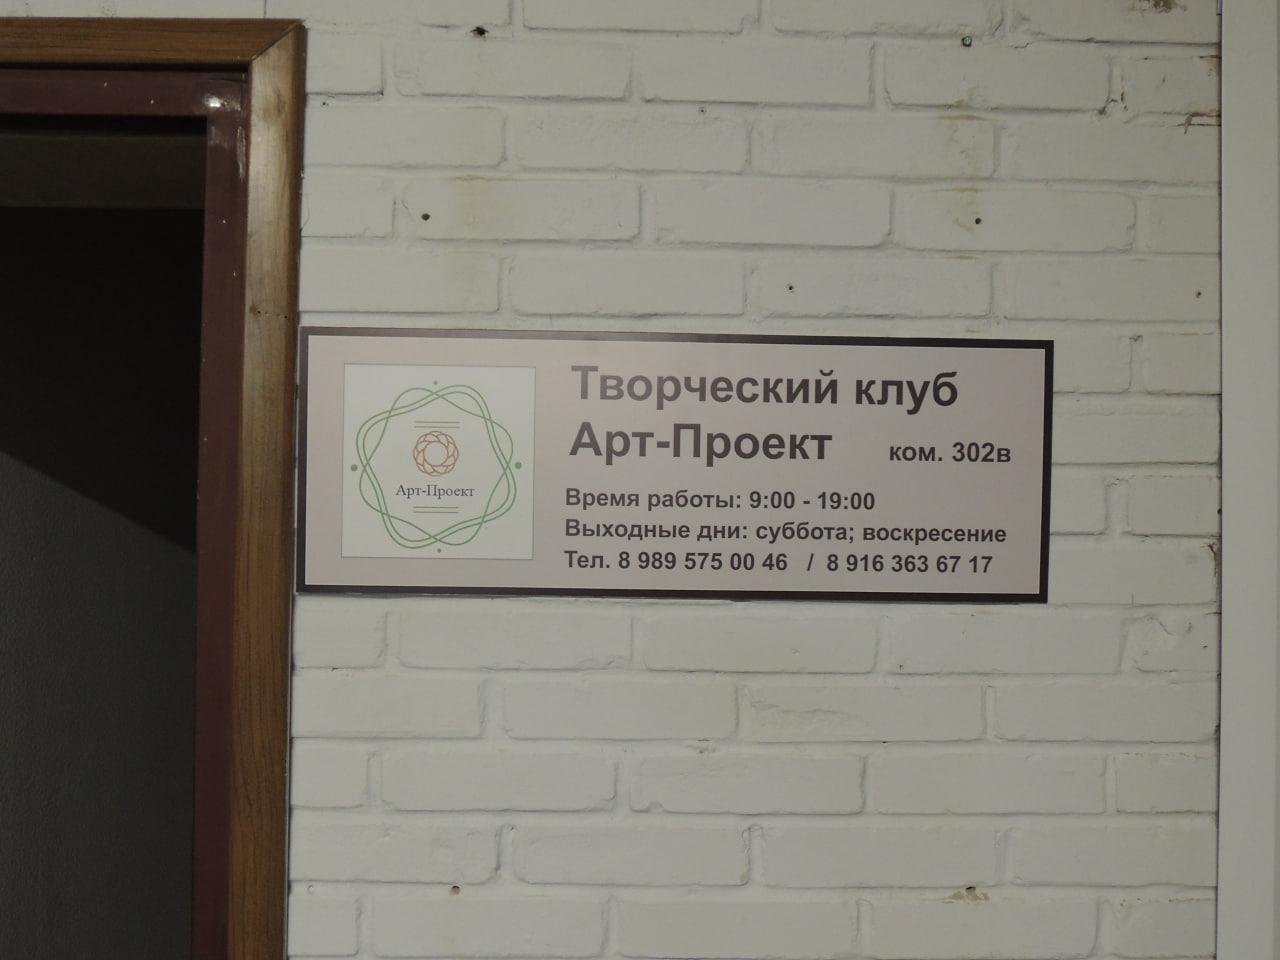 Творческий клуб
Арт-Проект ком. 302в
Арт-Проект
Время работы: 9:00 - 19:00
Выходные дни: суббота; воскресение
Тел. 8 989 575 00 46 / 8 916 363 67 17